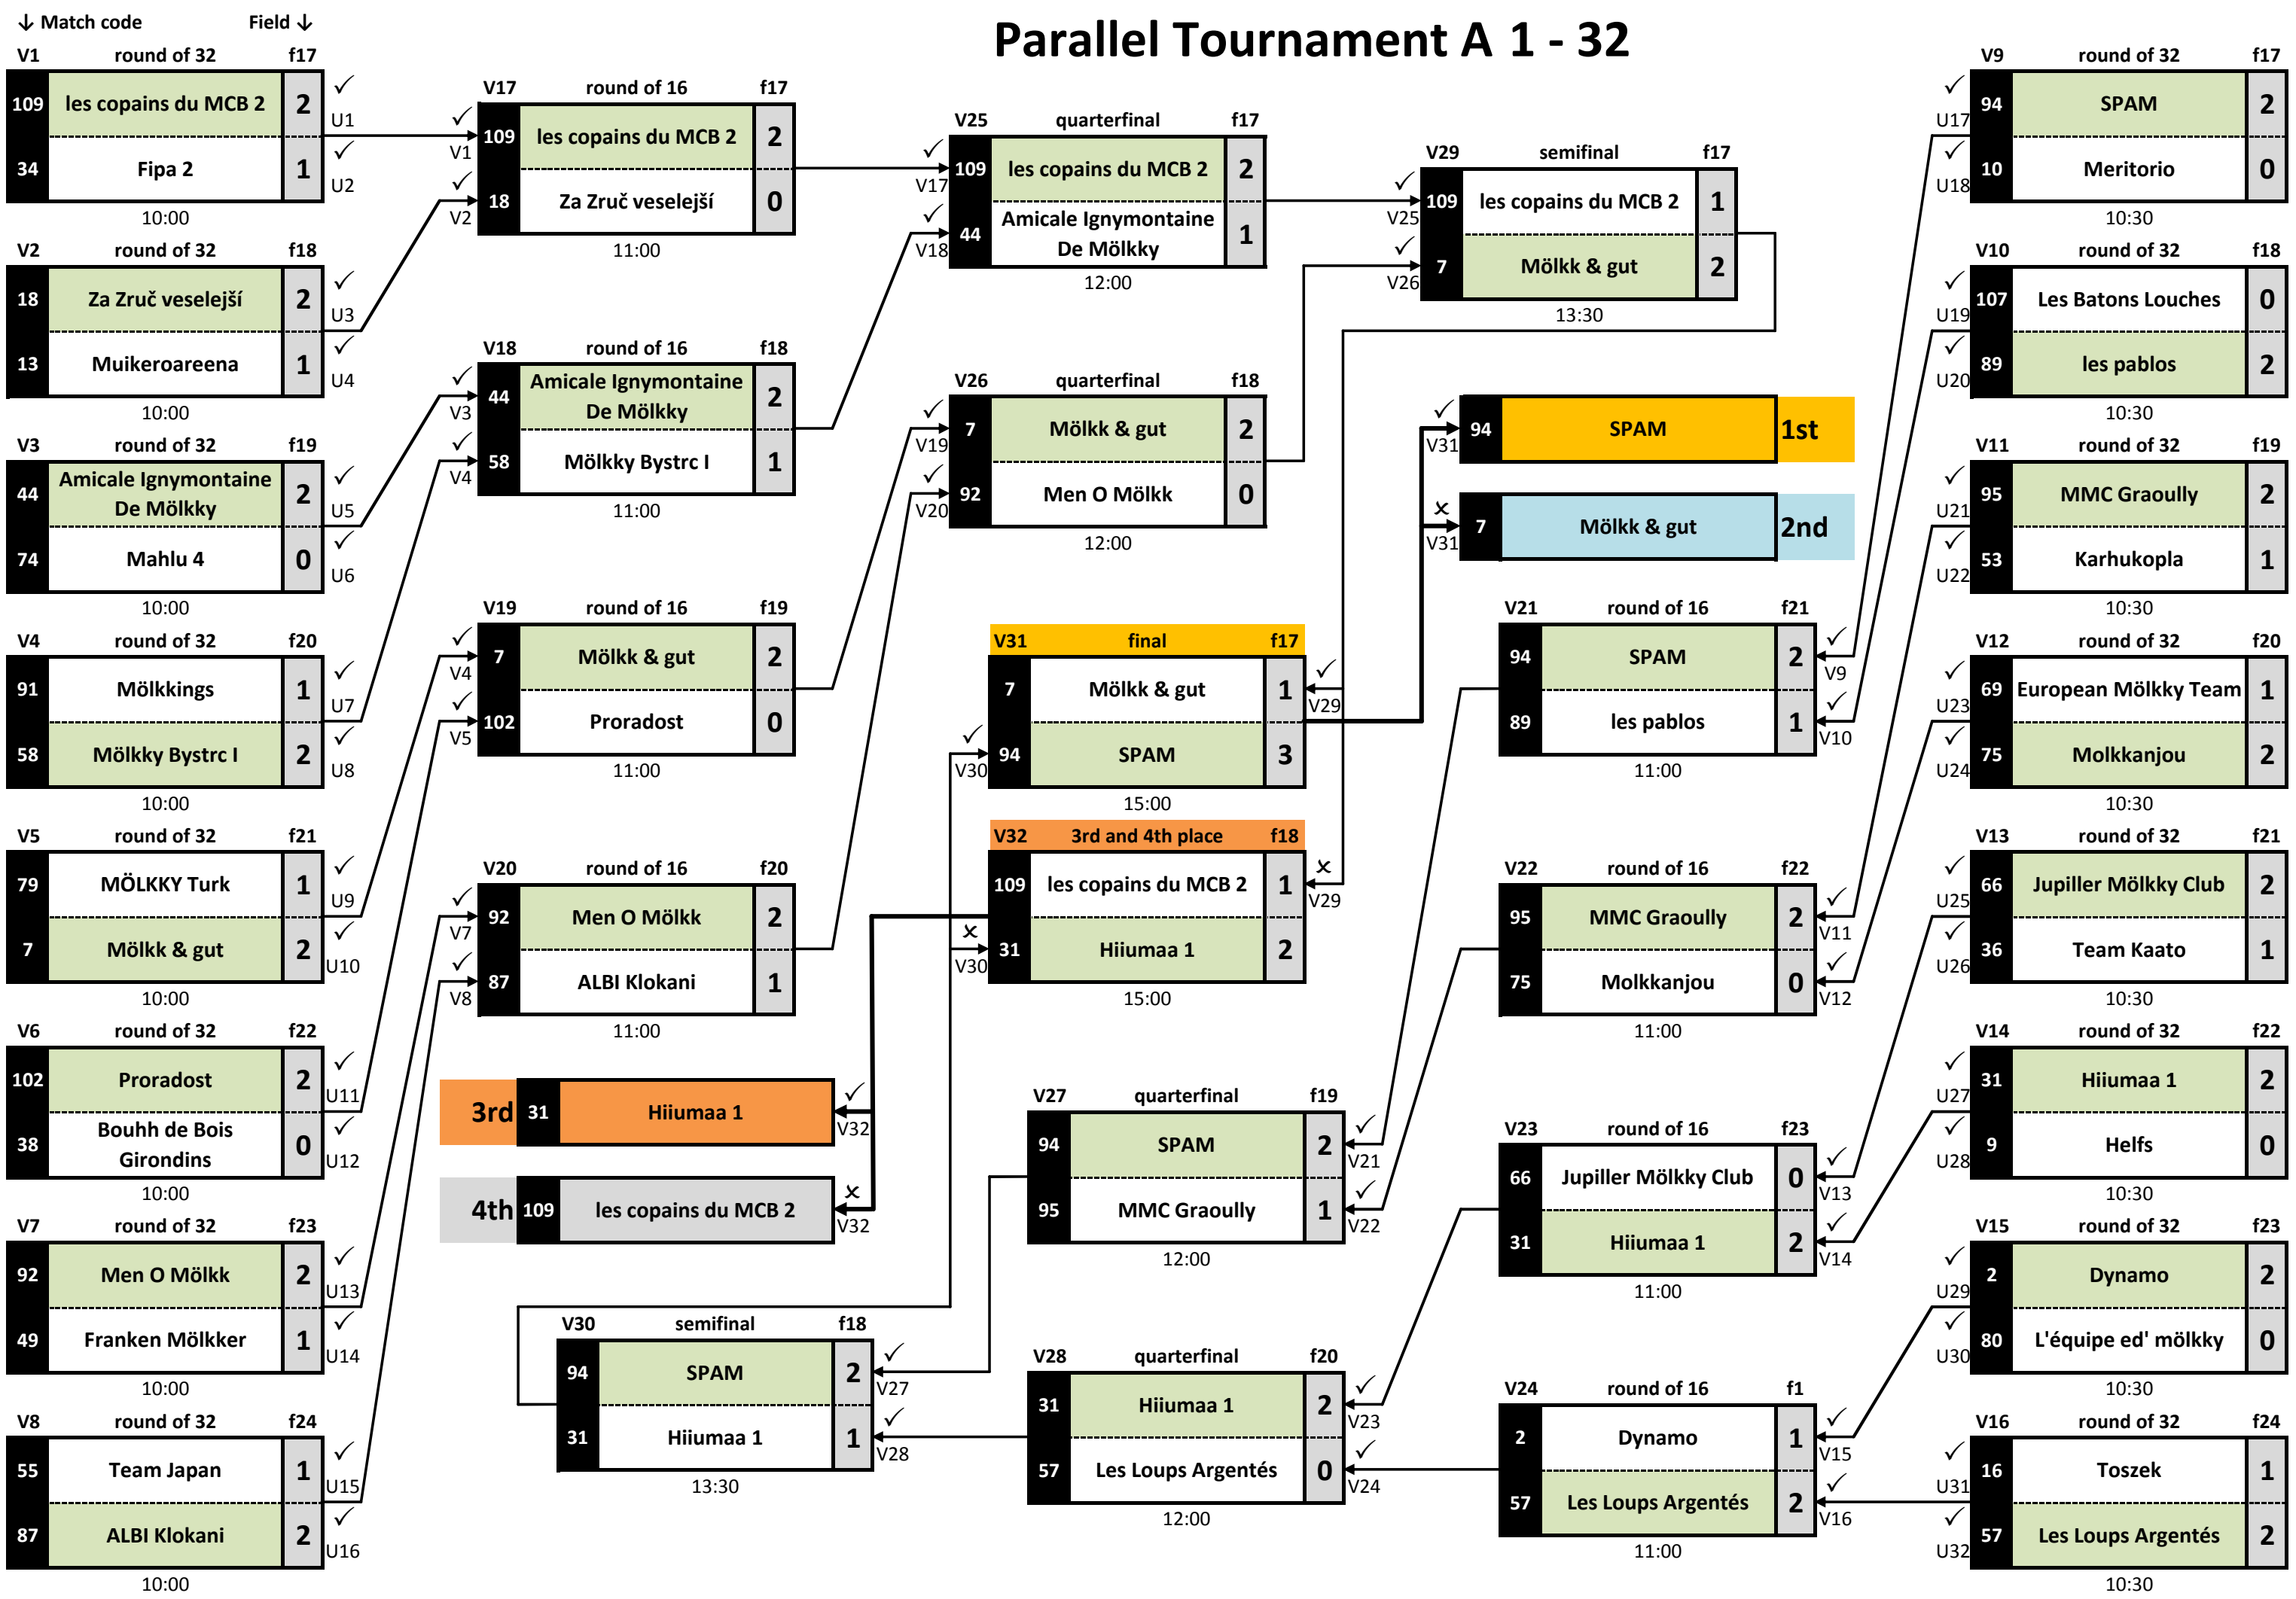 Parallel Tournament A 1 - 32
↓ Match code Field ↓
V1 round of 32 f17
109 les copains du MCB 2 2
34 Fipa 2 1
✓ U1
✓ U2
10:00
V2 round of 32 f18
18 Za Zruč veselejší 2
13 Muikeroareena 1
✓ U3
✓ U4
10:00
V3 round of 32 f19
44 Amicale Ignymontaine
De Mölkky 2
74 Mahlu 4 0
✓ U5
✓ U6
10:00
V4 round of 32 f20
91 Mölkkings 1
58 Mölkky Bystrc I 2
✓ U7
✓ U8
10:00
V5 round of 32 f21
79 MÖLKKY Turk 1
7 Mölkk & gut 2
✓ U9
✓ U10
10:00
V6 round of 32 f22
102 Proradost 2
38 Bouhh de Bois
Girondins 0
✓ U11
✓ U12
10:00
V7 round of 32 f23
92 Men O Mölkk 2
49 Franken Mölkker 1
✓ U13
✓ U14
10:00
V8 round of 32 f24
55 Team Japan 1
87 ALBI Klokani 2
✓ U15
✓ U16
10:00
V17 round of 16 f17
✓ V1
109 les copains du MCB 2 2
✓ V2
18 Za Zruč veselejší 0
11:00
V18 round of 16 f18
✓ V3
44 Amicale Ignymontaine
De Mölkky 2
✓ V4
58 Mölkky Bystrc I 1
11:00
V19 round of 16 f19
✓ V4
7 Mölkk & gut 2
✓ V5
102 Proradost 0
11:00
V20 round of 16 f20
✓ V7
92 Men O Mölkk 2
✓ V8
87 ALBI Klokani 1
11:00
3rd 31 Hiiumaa 1 ✓ V32
4th 109 les copains du MCB 2 ✗ V32
V30 semifinal f18
94 SPAM 2 ✓ V27
31 Hiiumaa 1 1 ✓ V28
13:30
V25 quarterfinal f17
✓ V17
109 les copains du MCB 2 2
✓ V18
44 Amicale Ignymontaine
De Mölkky 1
12:00
V26 quarterfinal f18
✓ V19
7 Mölkk & gut 2
✓ V20
92 Men O Mölkk 0
12:00
V31 final f17
7 Mölkk & gut 1 ✓ V29
✓ V30
94 SPAM 3
15:00
V32 3rd and 4th place f18
109 les copains du MCB 2 1 ✗ V29
✗ V30
31 Hiiumaa 1 2
15:00
V27 quarterfinal f19
94 SPAM 2 ✓ V21
95 MMC Graoully 1 ✓ V22
12:00
V28 quarterfinal f20
31 Hiiumaa 1 2 ✓ V23
57 Les Loups Argentés 0 ✓ V24
12:00
V29 semifinal f17
✓ V25
109 les copains du MCB 2 1
✓ V26
7 Mölkk & gut 2
13:30
✓ V31 94 SPAM 1st
✗ V31 7 Mölkk & gut 2nd
V21 round of 16 f21
94 SPAM 2 ✓ V9
89 les pablos 1 ✓ V10
11:00
V22 round of 16 f22
95 MMC Graoully 2 ✓ V11
75 Molkkanjou 0 ✓ V12
11:00
V23 round of 16 f23
66 Jupiller Mölkky Club 0 ✓ V13
31 Hiiumaa 1 2 ✓ V14
11:00
V24 round of 16 f1
2 Dynamo 1 ✓ V15
57 Les Loups Argentés 2 ✓ V16
11:00
V9 round of 32 f17
✓ U17
94 SPAM 2
✓ U18
10 Meritorio 0
10:30
V10 round of 32 f18
✓ U19
107 Les Batons Louches 0
✓ U20
89 les pablos 2
10:30
V11 round of 32 f19
✓ U21
95 MMC Graoully 2
✓ U22
53 Karhukopla 1
10:30
V12 round of 32 f20
✓ U23
69 European Mölkky Team 1
✓ U24
75 Molkkanjou 2
10:30
V13 round of 32 f21
✓ U25
66 Jupiller Mölkky Club 2
✓ U26
36 Team Kaato 1
10:30
V14 round of 32 f22
✓ U27
31 Hiiumaa 1 2
✓ U28
9 Helfs 0
10:30
V15 round of 32 f23
✓ U29
2 Dynamo 2
✓ U30
80 L'équipe ed' mölkky 0
10:30
V16 round of 32 f24
✓ U31
16 Toszek 1
✓ U32
57 Les Loups Argentés 2
10:30